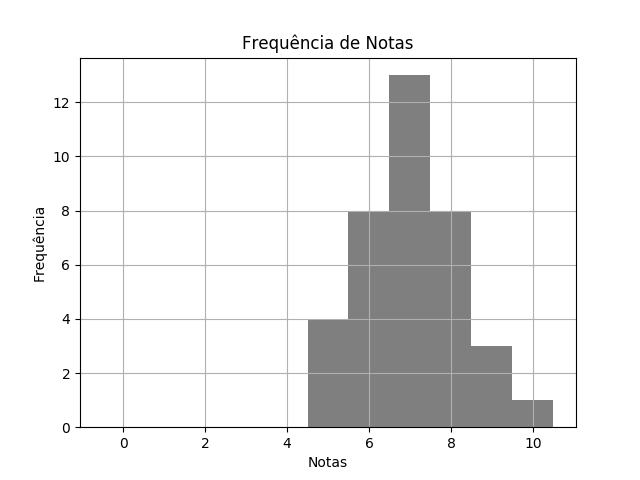 Frequência de Notas
Frequência
12
10
8
6
4
2
0
0 2 4 6 8 10
Notas